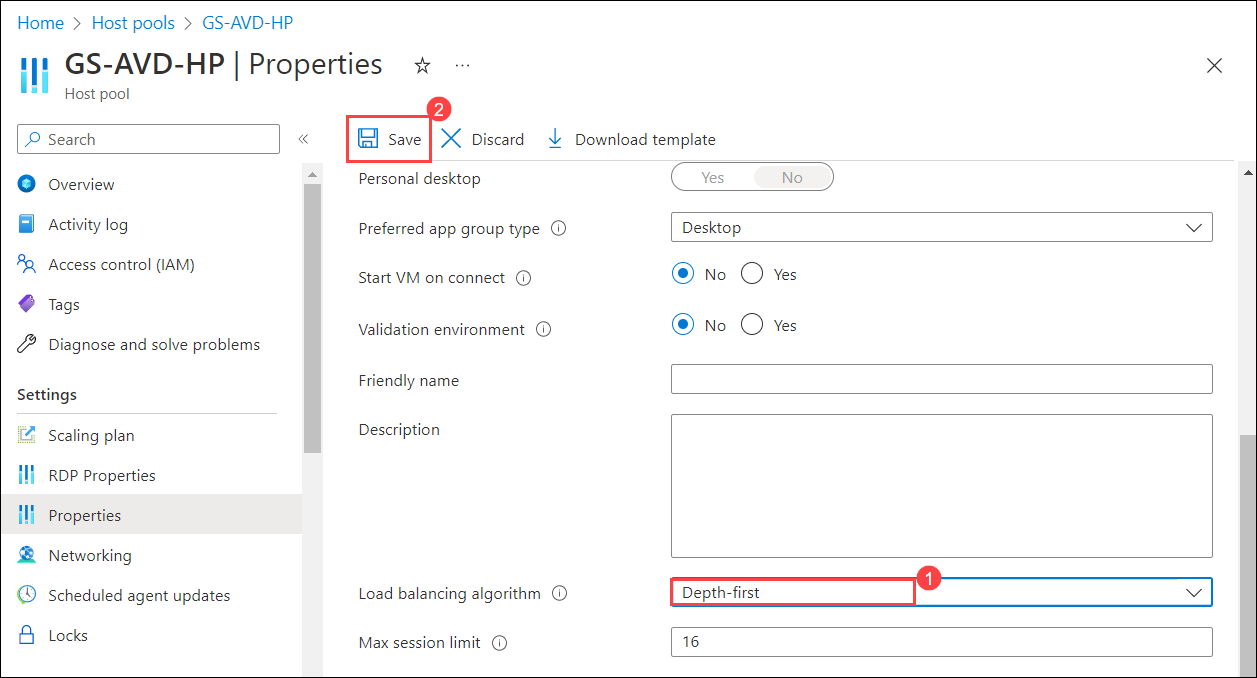 Home > Host pools > GS-AVD-HP
GS-AVD-HP | Properties
Host pool
Search
Overview
Activity log
Access control (IAM)
Tags
Diagnose and solve problems
Settings
Scaling plan
RDP Properties
Properties
Networking
Scheduled agent updates
Locks
2
Save Discard Download template
Personal desktop Yes No
Preferred app group type Desktop
Start VM on connect No Yes
Validation environment No Yes
Friendly name
Description
1
Load balancing algorithm Depth-first
Max session limit 16